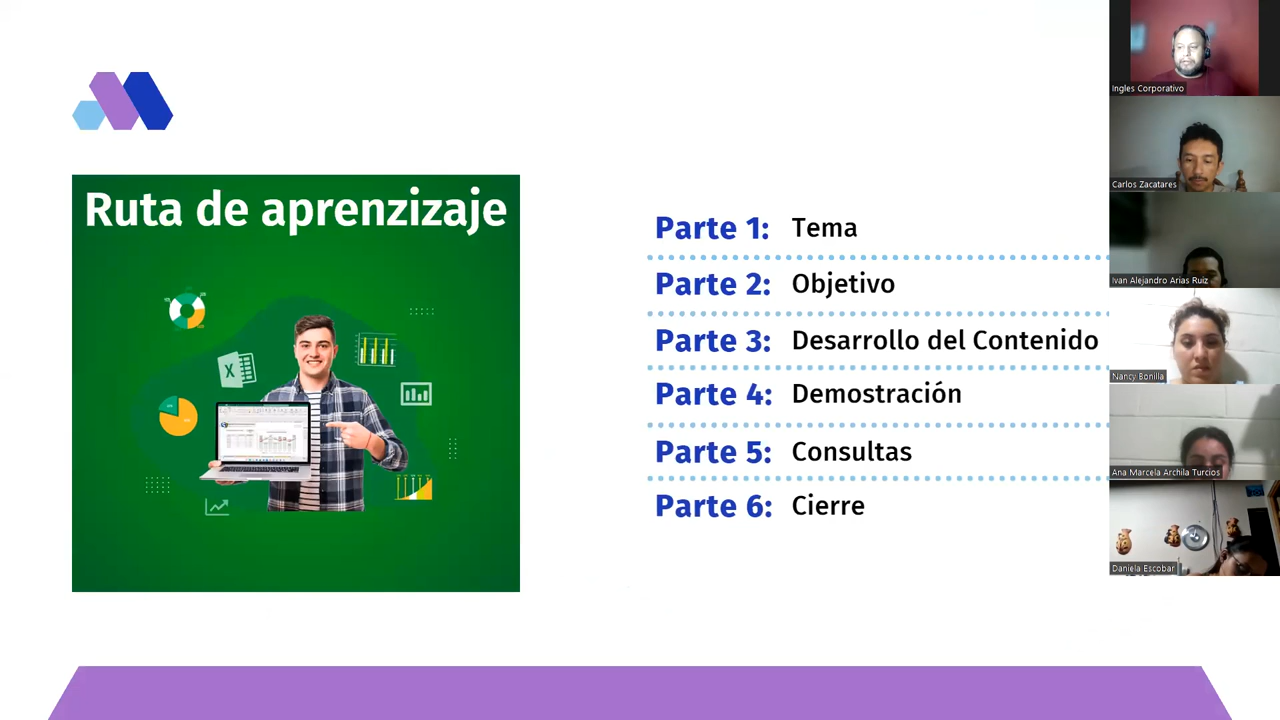 Ruta de aprenzizaje
Parte 1: Tema
Parte 2: Objetivo
Parte 3: Desarrollo del Contenido
Parte 4: Demostración
Parte 5: Consultas
Parte 6: Cierre
Ingles Corporativo
Carlos Zacatares
Ivan Alejandro Arias Ruiz
Nancy Bonilla
Ana Marcela Archila Turcios
Daniela Escobar
X